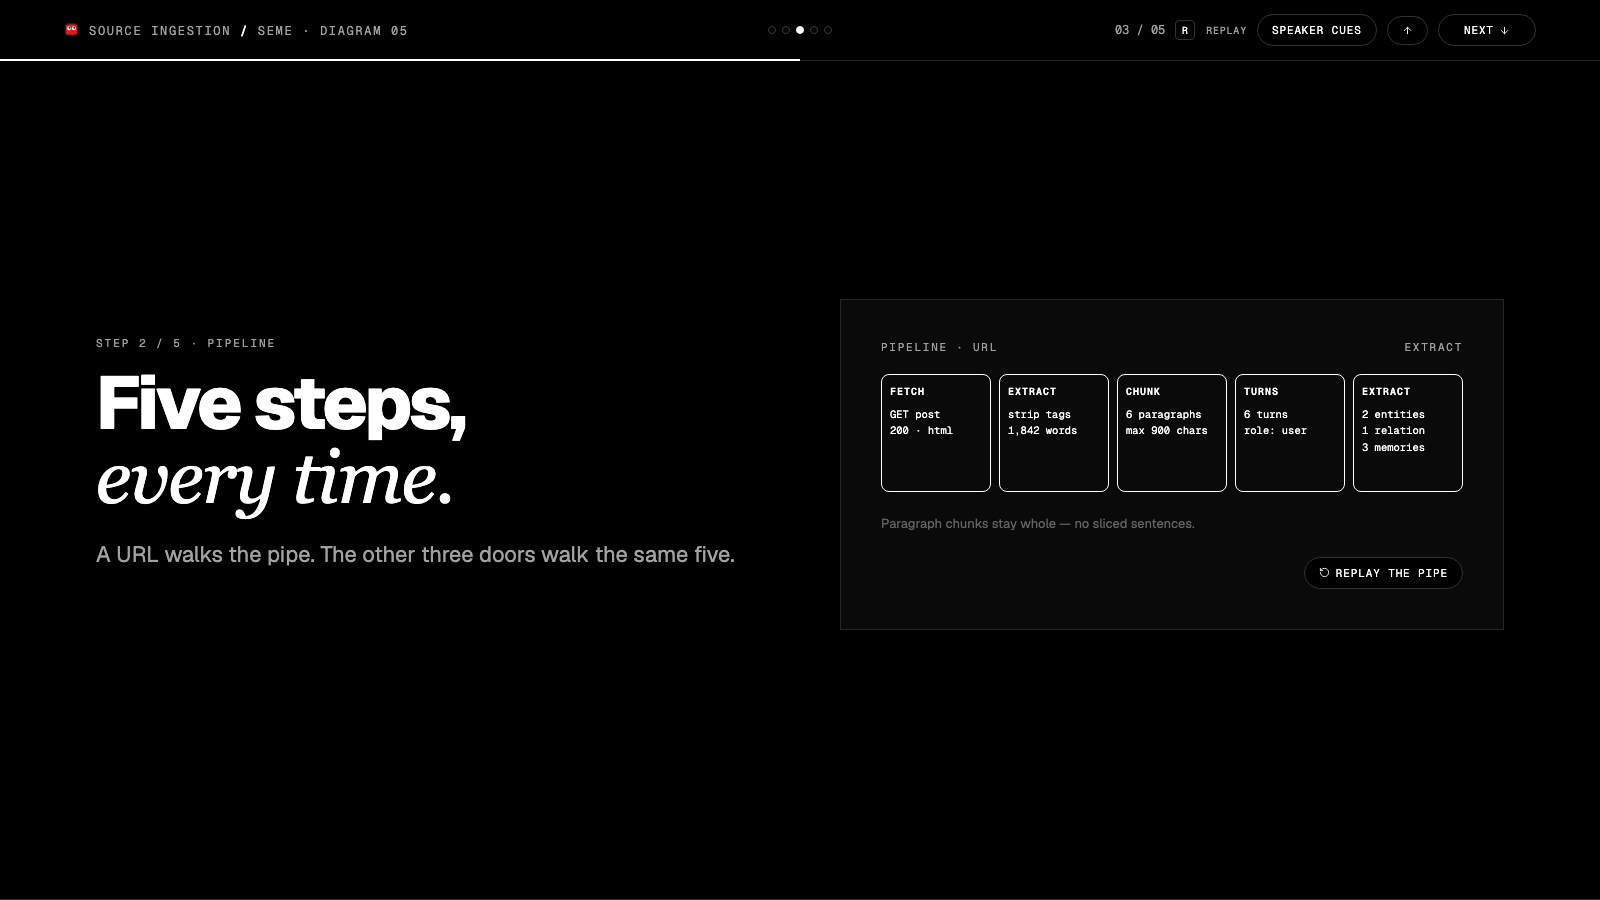 SOURCE INGESTION / SEME · DIAGRAM 05
03 / 05 R REPLAY SPEAKER CUES ↑ NEXT ↓
STEP 2 / 5 · PIPELINE
Five steps,
every time.
A URL walks the pipe. The other three doors walk the same five.
PIPELINE · URL EXTRACT
FETCH
GET post
200 · html
EXTRACT
strip tags
1,842 words
CHUNK
6 paragraphs
max 900 chars
TURNS
6 turns
role: user
EXTRACT
2 entities
1 relation
3 memories
Paragraph chunks stay whole — no sliced sentences.
REPLAY THE PIPE